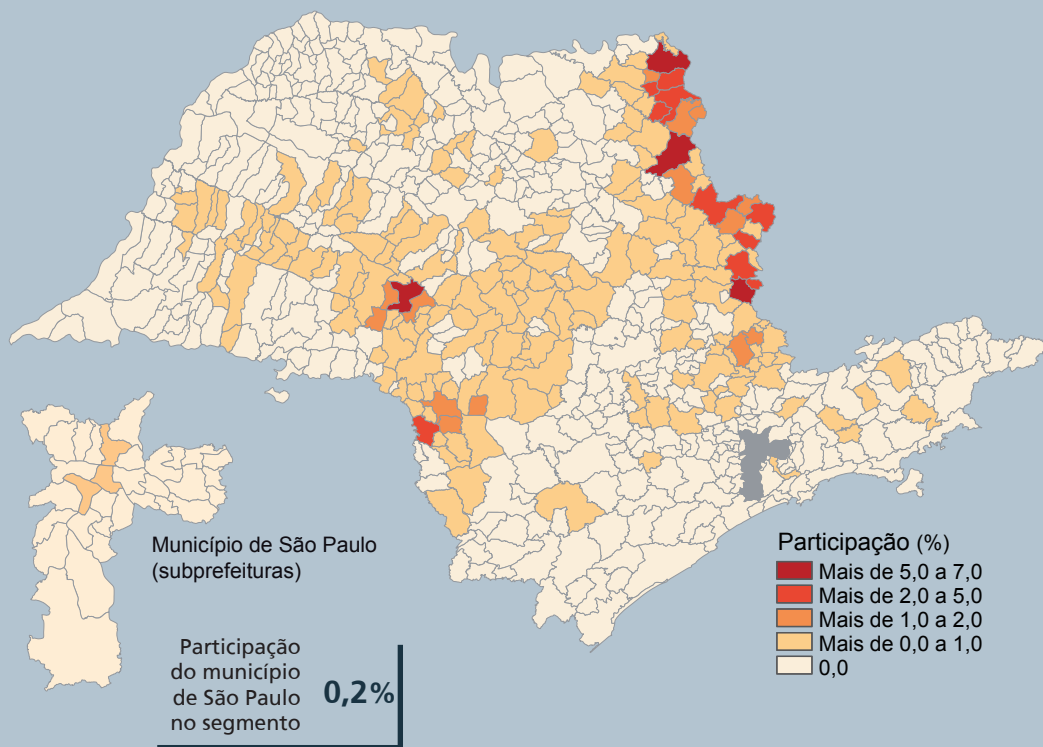 Município de São Paulo
(subprefeituras)
Participação
do município
de São Paulo
no segmento
0,2%
Participação (%)
Mais de 5,0 a 7,0
Mais de 2,0 a 5,0
Mais de 1,0 a 2,0
Mais de 0,0 a 1,0
0,0